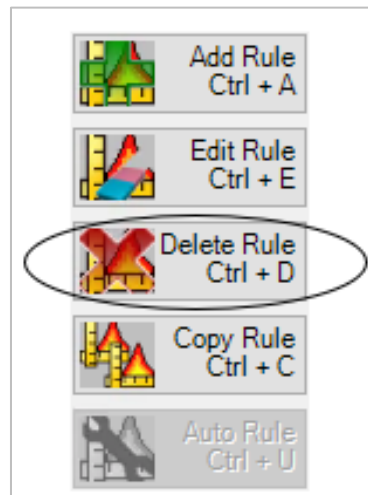 Add Rule
Ctrl + A
Edit Rule
Ctrl + E
Delete Rule
Ctrl + D
Copy Rule
Ctrl + C
Auto Rule
Ctrl + U